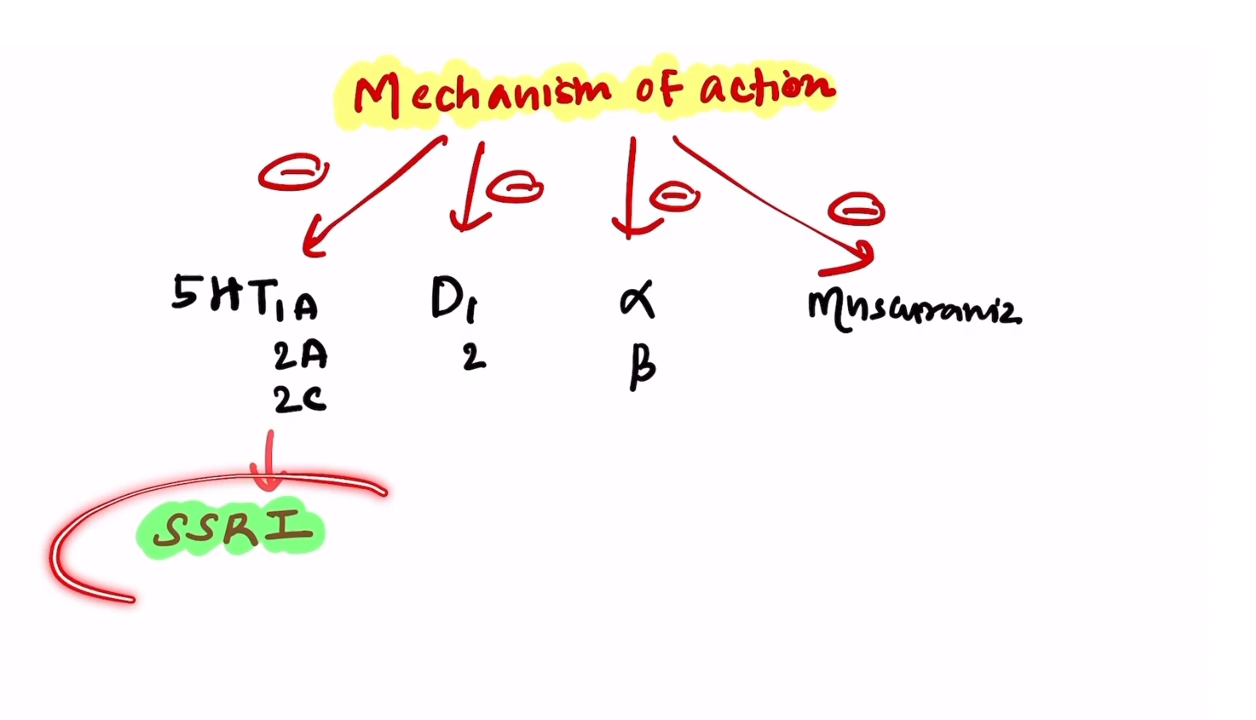 Mechanism of action
5HT1A D1 α Muscaranic
2A 2 β
2C
SSRI